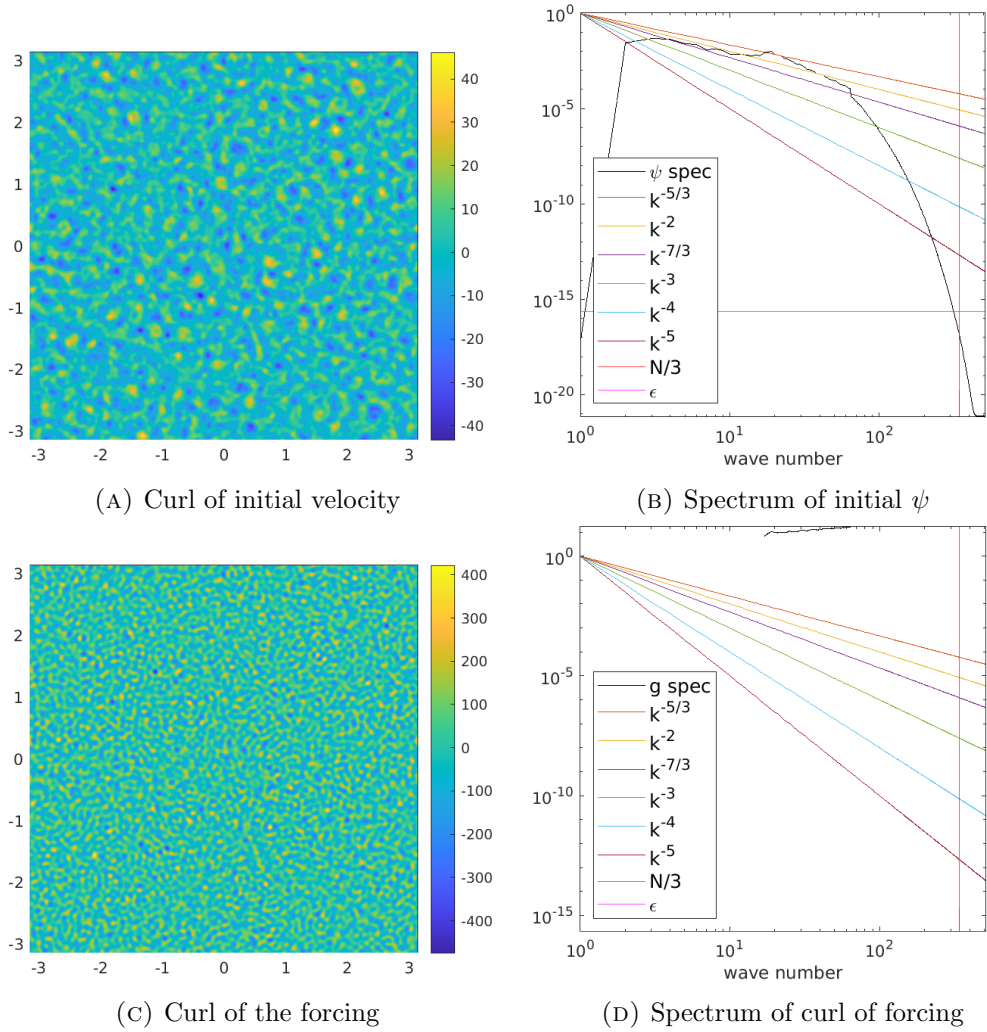 3
2
1
0
-1
-2
-3
-3 -2 -1 0 1 2 3
40
30
20
10
0
-10
-20
-30
-40
(A) Curl of initial velocity
10^0
10^-5
10^-10
10^-15
10^-20
ψ spec
k^-5/3
k^-2
k^-7/3
k^-3
k^-4
k^-5
N/3
ϵ
10^0 10^1 10^2
wave number
(B) Spectrum of initial ψ
3
2
1
0
-1
-2
-3
-3 -2 -1 0 1 2 3
400
300
200
100
0
-100
-200
-300
-400
(C) Curl of the forcing
10^0
10^-5
10^-10
10^-15
g spec
k^-5/3
k^-2
k^-7/3
k^-3
k^-4
k^-5
N/3
ϵ
10^0 10^1 10^2
wave number
(D) Spectrum of curl of forcing